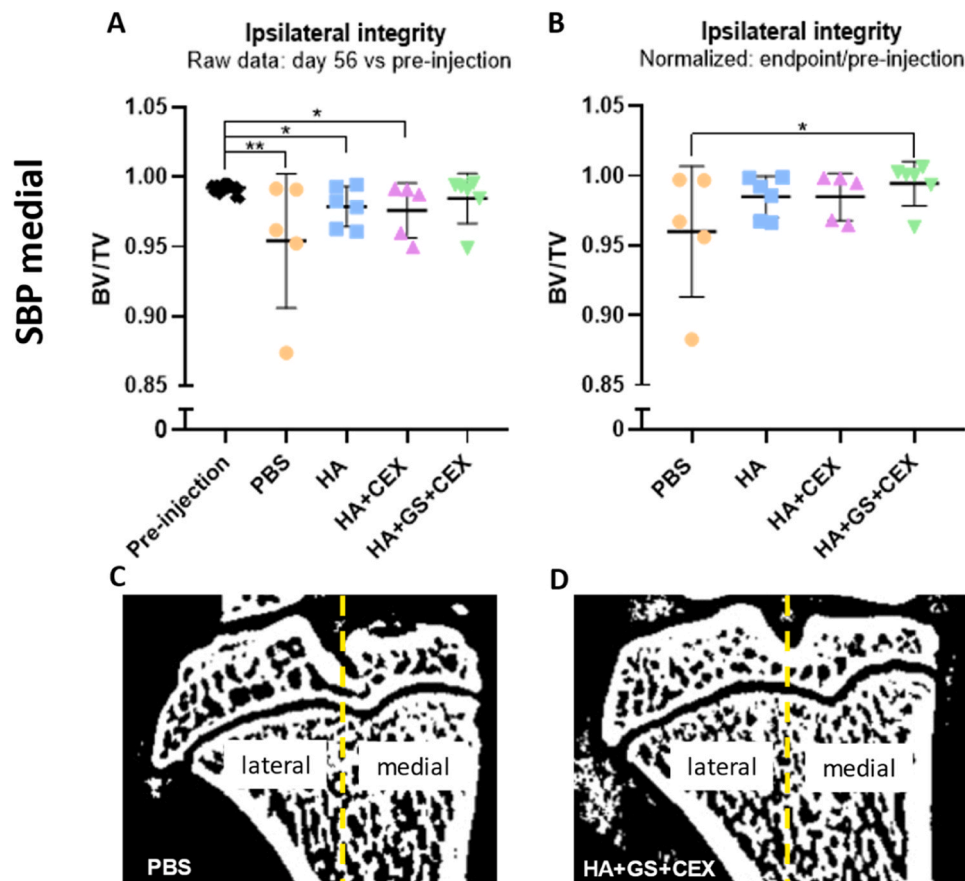 A
Ipsilateral integrity
Raw data: day 56 vs pre-injection
SBP medial
BV/TV
1.05
1.00
0.95
0.90
0.85
0
*
*
**
Pre-injection
PBS
HA
HA+CEX
HA+GS+CEX
B
Ipsilateral integrity
Normalized: endpoint/pre-injection
BV/TV
1.05
1.00
0.95
0.90
0.85
0
*
PBS
HA
HA+CEX
HA+GS+CEX
C
lateral
medial
PBS
D
lateral
medial
HA+GS+CEX